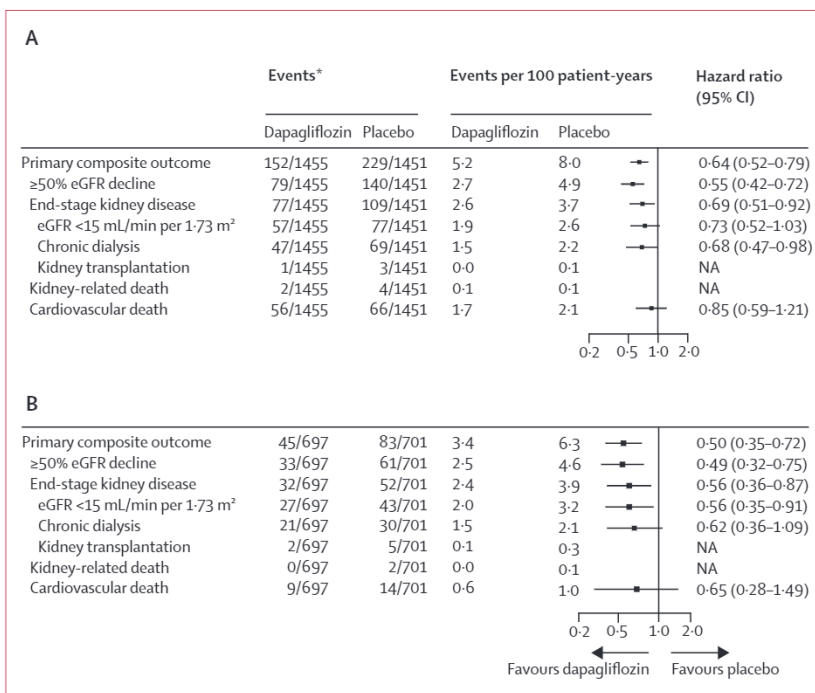 A
Events* Events per 100 patient-years Hazard ratio
(95% CI)
Dapagliflozin Placebo Dapagliflozin Placebo
Primary composite outcome 152/1455 229/1451 5·2 8·0 0·64 (0·52–0·79)
≥50% eGFR decline 79/1455 140/1451 2·7 4·9 0·55 (0·42–0·72)
End-stage kidney disease 77/1455 109/1451 2·6 3·7 0·69 (0·51–0·92)
eGFR <15 mL/min per 1·73 m² 57/1455 77/1451 1·9 2·6 0·73 (0·52–1·03)
Chronic dialysis 47/1455 69/1451 1·5 2·2 0·68 (0·47–0·98)
Kidney transplantation 1/1455 3/1451 0·0 0·1 NA
Kidney-related death 2/1455 4/1451 0·1 0·1 NA
Cardiovascular death 56/1455 66/1451 1·7 2·1 0·85 (0·59–1·21)
0·2 0·5 1·0 2·0
B
Primary composite outcome 45/697 83/701 3·4 6·3 0·50 (0·35–0·72)
≥50% eGFR decline 33/697 61/701 2·5 4·6 0·49 (0·32–0·75)
End-stage kidney disease 32/697 52/701 2·4 3·9 0·56 (0·36–0·87)
eGFR <15 mL/min per 1·73 m² 27/697 43/701 2·0 3·2 0·56 (0·35–0·91)
Chronic dialysis 21/697 30/701 1·5 2·1 0·62 (0·36–1·09)
Kidney transplantation 2/697 5/701 0·1 0·3 NA
Kidney-related death 0/697 2/701 0·0 0·1 NA
Cardiovascular death 9/697 14/701 0·6 1·0 0·65 (0·28–1·49)
0·2 0·5 1·0 2·0
Favours dapagliflozin Favours placebo